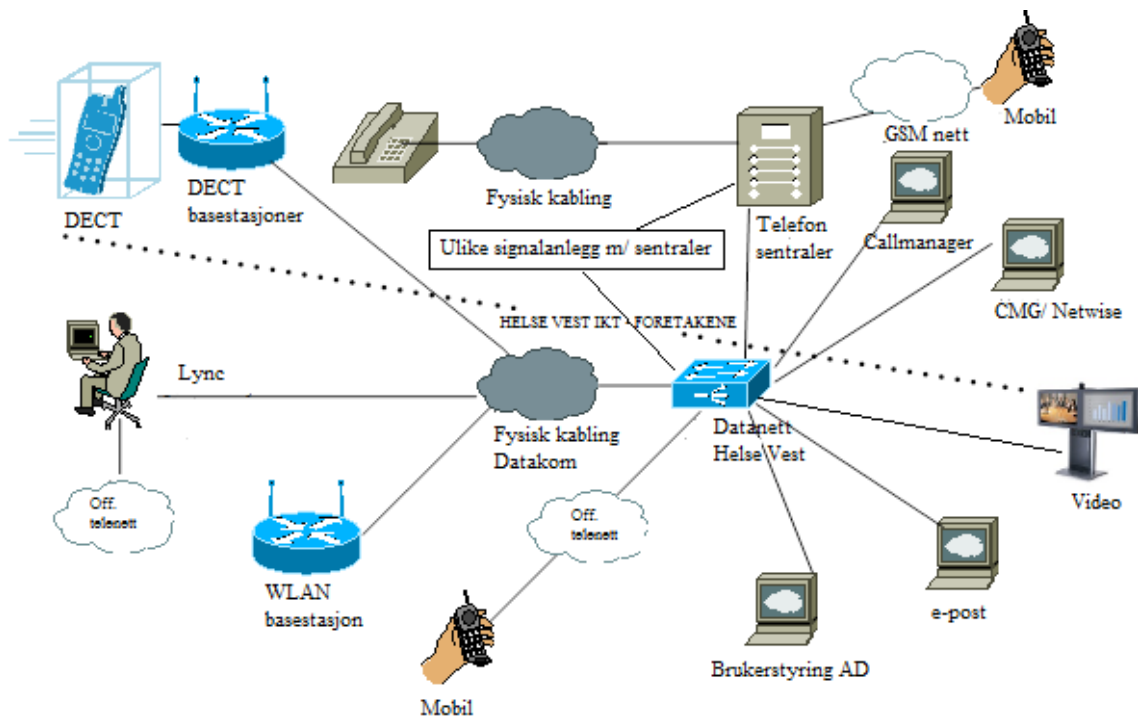 GSM nett
Mobil
DECT
DECT
basestasjoner
Fysisk kabling
Telefon
sentraler
Callmanager
CMG/ Netwise
Ulike signalanlegg m/ sentraler
HELSE VEST IKT - FORETAKENE
Lync
Fysisk kabling
Datakom
Datanett
Helse Vest
Video
Off.
telenett
Off.
telenett
WLAN
basestasjon
e-post
Brukerstyring AD
Mobil